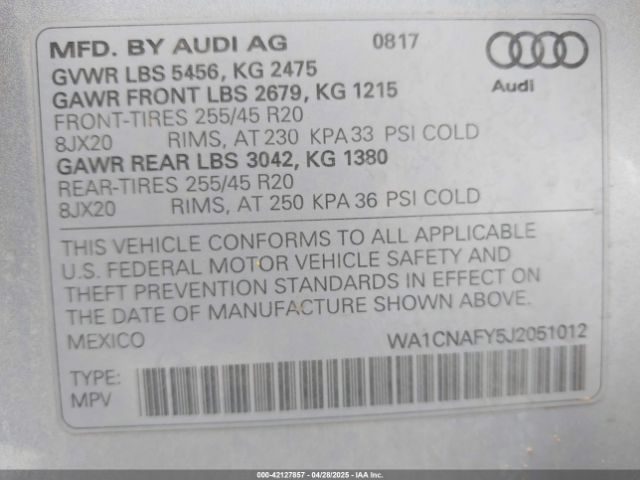 MFD. BY AUDI AG 0817
GVWR LBS 5456, KG 2475
GAWR FRONT LBS 2679, KG 1215
Audi
FRONT-TIRES 255/45 R20
8JX20 RIMS, AT 230 KPA 33 PSI COLD
GAWR REAR LBS 3042, KG 1380
REAR-TIRES 255/45 R20
8JX20 RIMS, AT 250 KPA 36 PSI COLD
THIS VEHICLE CONFORMS TO ALL APPLICABLE
U.S. FEDERAL MOTOR VEHICLE SAFETY AND
THEFT PREVENTION STANDARDS IN EFFECT ON
THE DATE OF MANUFACTURE SHOWN ABOVE.
MEXICO WA1CNAFY5J2051012
TYPE:
MPV
000-42127857 04/28/2025 IAA Inc.